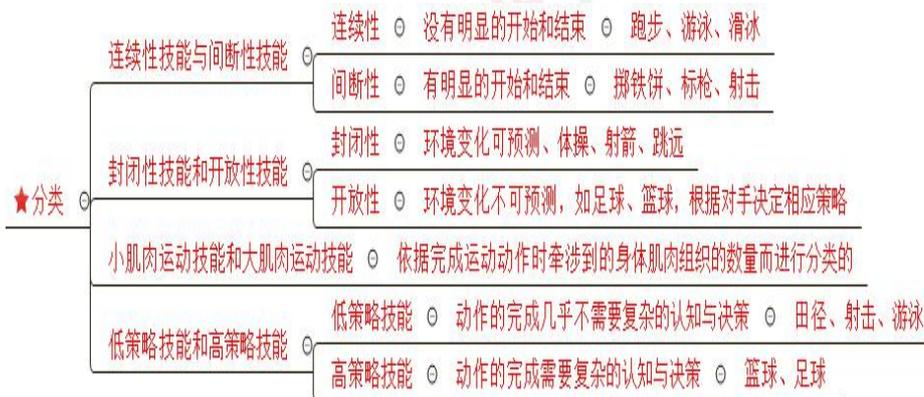 连续性 没有明显的开始和结束 跑步、游泳、滑冰
连续性技能与间断性技能
间断性 有明显的开始和结束 掷铁饼、标枪、射击
封闭性 环境变化可预测、体操、射箭、跳远
封闭性技能和开放性技能
★分类
开放性 环境变化不可预测，如足球、篮球，根据对手决定相应策略
小肌肉运动技能和大肌肉运动技能 依据完成运动动作时牵涉到的身体肌肉组织的数量而进行分类的
低策略技能 动作的完成几乎不需要复杂的认知与决策 田径、射击、游泳
低策略技能和高策略技能
高策略技能 动作的完成需要复杂的认知与决策 篮球、足球